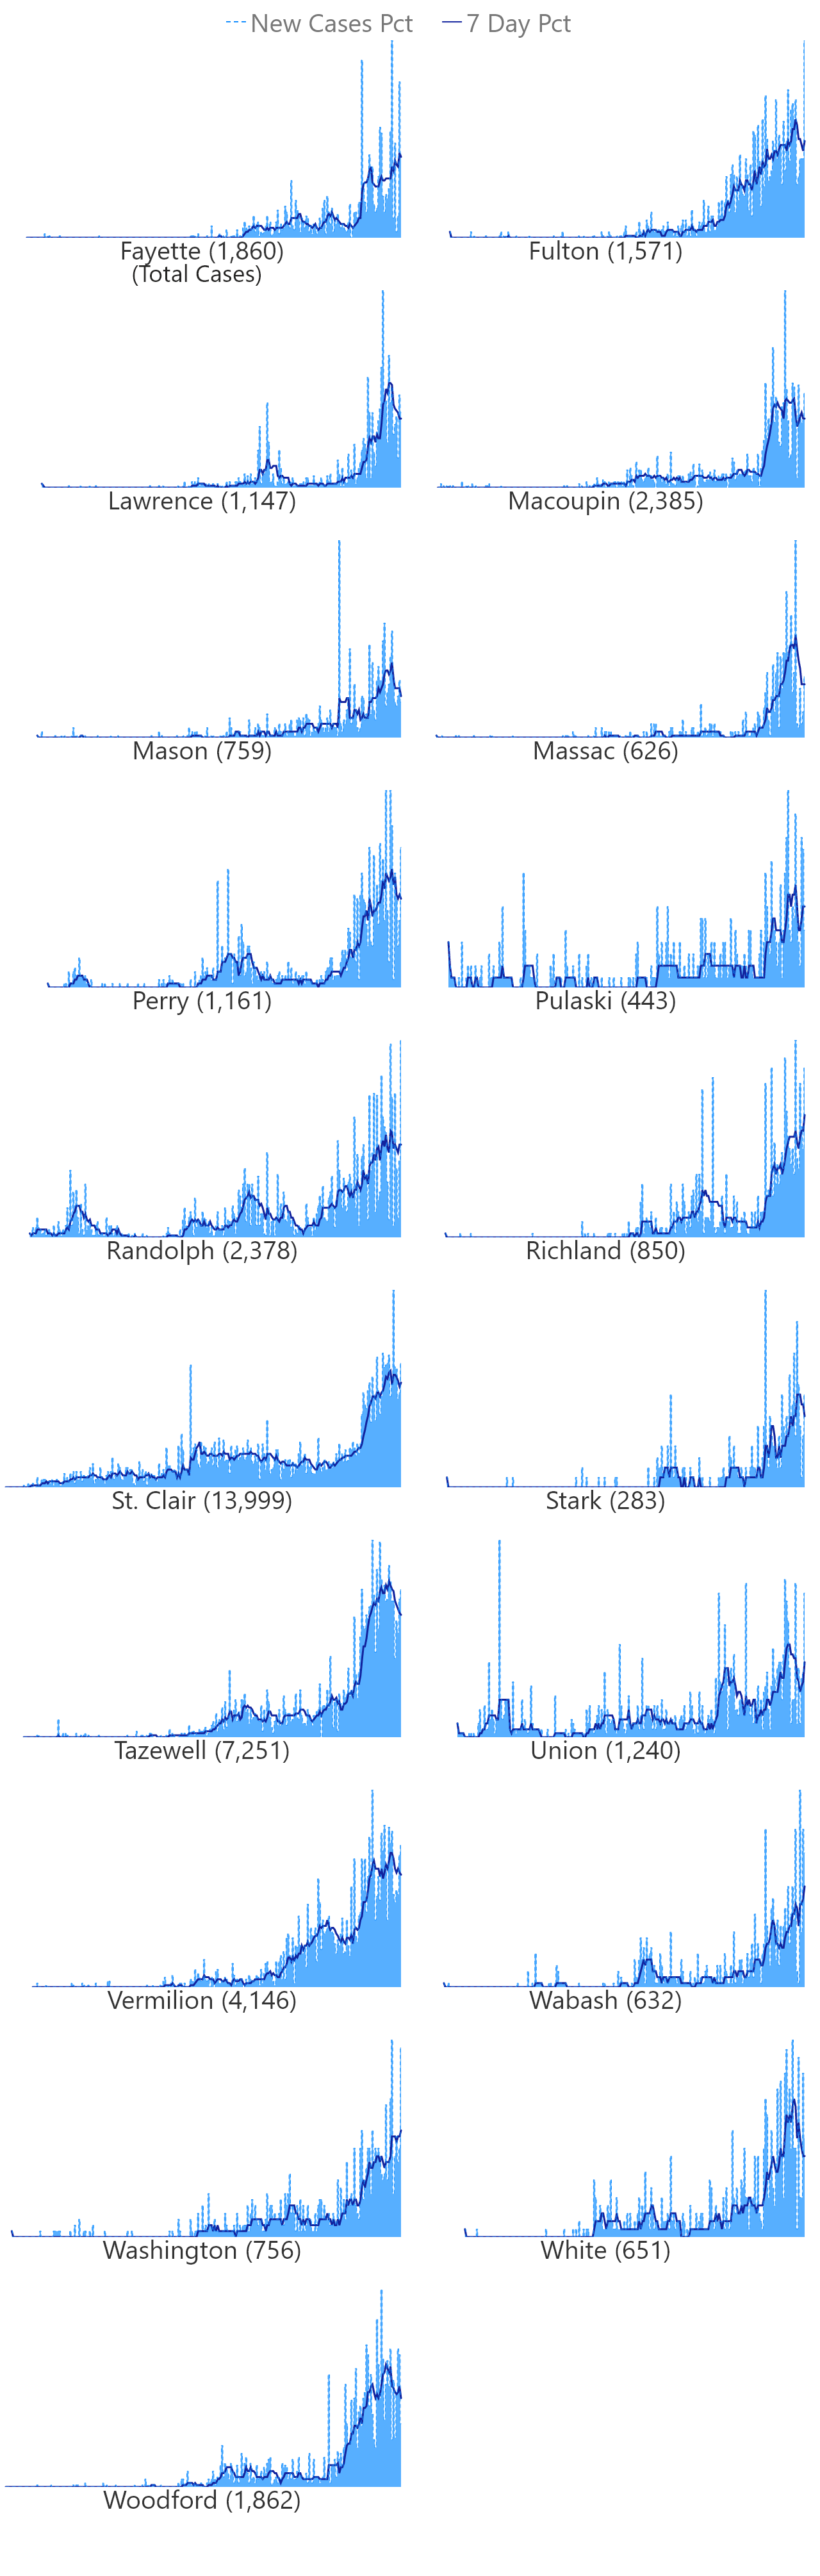 New Cases Pct 7 Day Pct
Fayette (1,860) Fulton (1,571)
(Total Cases)
Lawrence (1,147) Macoupin (2,385)
Mason (759) Massac (626)
Perry (1,161) Pulaski (443)
Randolph (2,378) Richland (850)
St. Clair (13,999) Stark (283)
Tazewell (7,251) Union (1,240)
Vermilion (4,146) Wabash (632)
Washington (756) White (651)
Woodford (1,862)